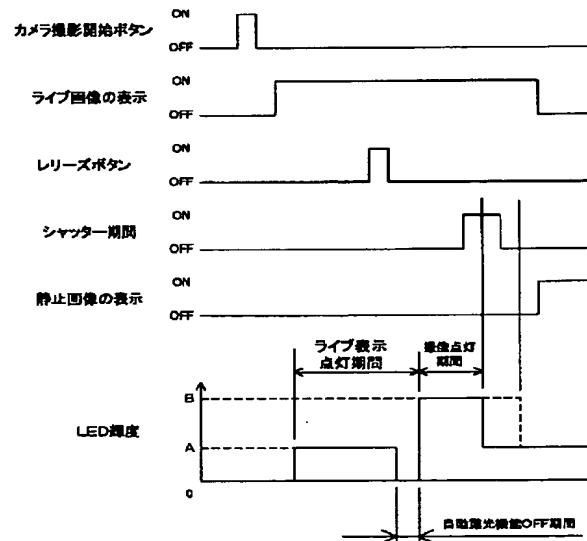 ON
カメラ撮影開始ボタン
OFF
ON
ライブ画像の表示
OFF
ON
レリーズボタン
OFF
ON
シャッター期間
OFF
ON
静止画像の表示
OFF
ライブ表示
点灯期間
撮像点灯
期間
B
LED輝度
A
0
自動露光機能OFF期間